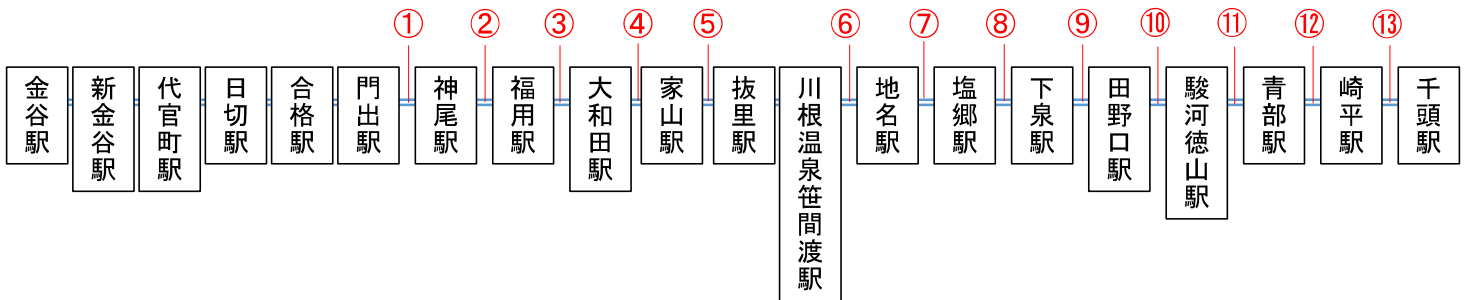 ① ② ③ ④ ⑤ ⑥ ⑦ ⑧ ⑨ ⑩ ⑪ ⑫ ⑬
金谷駅
新金谷駅
代官町駅
日切駅
合格駅
門出駅
神尾駅
福用駅
大和田駅
家山駅
抜里駅
川根温泉笹間渡駅
地名駅
塩郷駅
下泉駅
田野口駅
駿河徳山駅
青部駅
崎平駅
千頭駅